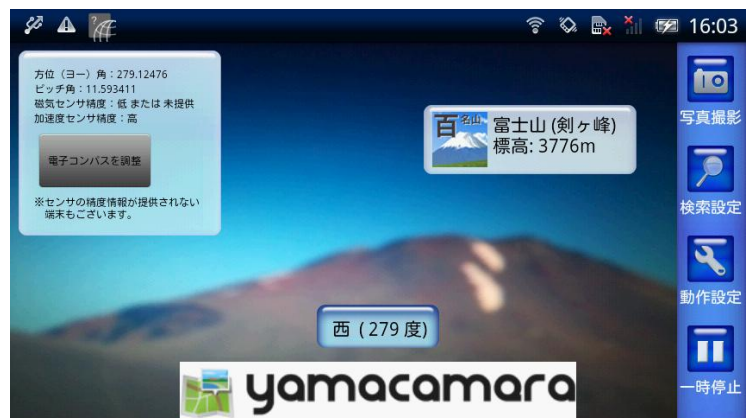 16:03
方位（ヨー）角：279.12476
ピッチ角：11.593411
磁気センサ精度：低 または 未提供
加速度センサ精度：高
電子コンパスを調整
※センサの精度情報が提供されない
端末もございます。
百名山
富士山 (剣ヶ峰)
標高: 3776m
写真撮影
検索設定
動作設定
一時停止
西 ( 279 度)
yamacamara